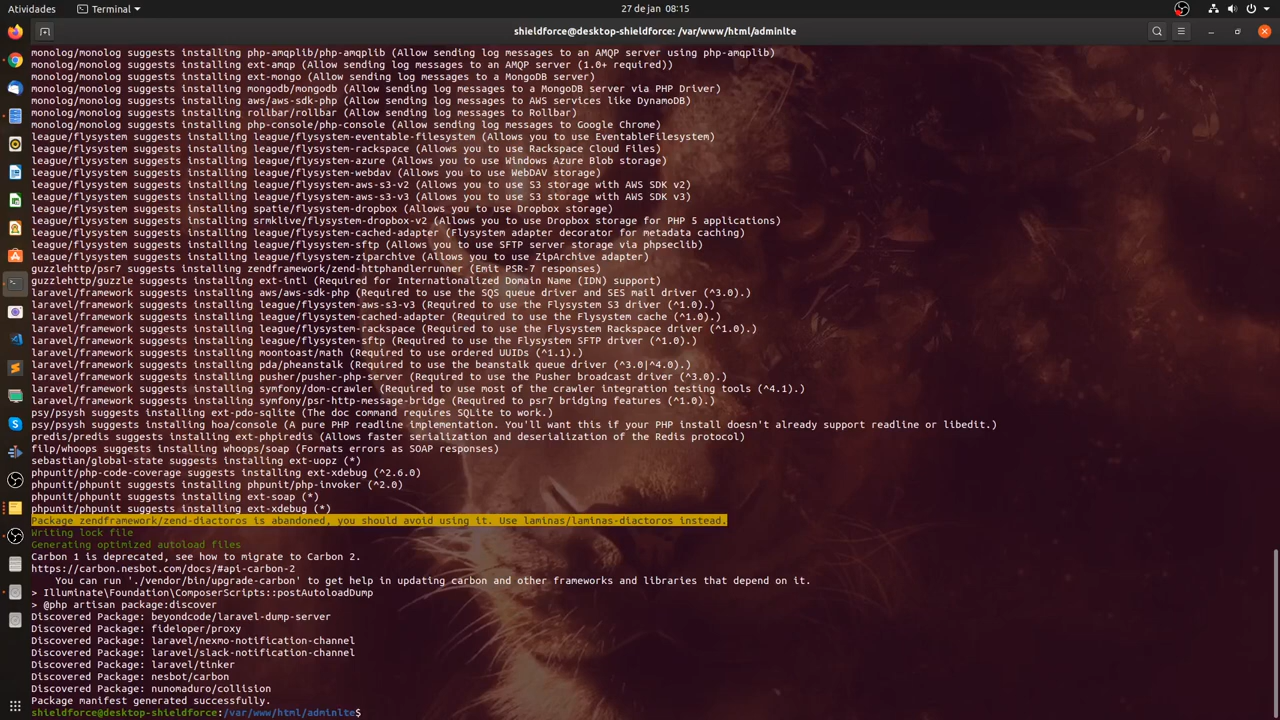 Atividades
Terminal
27 de jan 08:15
shieldforce@desktop-shieldforce: /var/www/html/adminlte
monolog/monolog suggests installing php-amqplib/php-amqplib (Allow sending log messages to an AMQP server using php-amqplib)
monolog/monolog suggests installing ext-amqp (Allow sending log messages to an AMQP server (1.0+ required))
monolog/monolog suggests installing ext-mongo (Allow sending log messages to a MongoDB server)
monolog/monolog suggests installing mongodb/mongodb (Allow sending log messages to a MongoDB server via PHP Driver)
monolog/monolog suggests installing aws/aws-sdk-php (Allow sending log messages to AWS services like DynamoDB)
monolog/monolog suggests installing rollbar/rollbar (Allow sending log messages to Rollbar)
monolog/monolog suggests installing php-console/php-console (Allow sending log messages to Google Chrome)
league/flysystem suggests installing league/flysystem-eventable-filesystem (Allows you to use EventableFilesystem)
league/flysystem suggests installing league/flysystem-rackspace (Allows you to use Rackspace Cloud Files)
league/flysystem suggests installing league/flysystem-azure (Allows you to use Windows Azure Blob storage)
league/flysystem suggests installing league/flysystem-webdav (Allows you to use WebDAV storage)
league/flysystem suggests installing league/flysystem-aws-s3-v2 (Allows you to use S3 storage with AWS SDK v2)
league/flysystem suggests installing league/flysystem-aws-s3-v3 (Allows you to use S3 storage with AWS SDK v3)
league/flysystem suggests installing spatie/flysystem-dropbox (Allows you to use Dropbox storage)
league/flysystem suggests installing srmklive/flysystem-dropbox-v2 (Allows you to use Dropbox storage for PHP 5 applications)
league/flysystem suggests installing league/flysystem-cached-adapter (Flysystem adapter decorator for metadata caching)
league/flysystem suggests installing league/flysystem-sftp (Allows you to use SFTP server storage via phpseclib)
league/flysystem suggests installing league/flysystem-ziparchive (Allows you to use ZipArchive adapter)
guzzlehttp/psr7 suggests installing zendframework/zend-httphandlerrunner (Emit PSR-7 responses)
guzzlehttp/guzzle suggests installing ext-intl (Required for Internationalized Domain Name (IDN) support)
laravel/framework suggests installing aws/aws-sdk-php (Required to use the SQS queue driver and SES mail driver (^3.0).)
laravel/framework suggests installing league/flysystem-aws-s3-v3 (Required to use the Flysystem S3 driver (^1.0).)
laravel/framework suggests installing league/flysystem-cached-adapter (Required to use the Flysystem cache (^1.0).)
laravel/framework suggests installing league/flysystem-rackspace (Required to use the Flysystem Rackspace driver (^1.0).)
laravel/framework suggests installing league/flysystem-sftp (Required to use the Flysystem SFTP driver (^1.0).)
laravel/framework suggests installing moontoast/math (Required to use ordered UUIDs (^1.1).)
laravel/framework suggests installing pda/pheanstalk (Required to use the beanstalk queue driver (^3.0|^4.0).)
laravel/framework suggests installing pusher/pusher-php-server (Required to use the Pusher broadcast driver (^3.0).)
laravel/framework suggests installing symfony/dom-crawler (Required to use most of the crawler integration testing tools (^4.1).)
laravel/framework suggests installing symfony/psr-http-message-bridge (Required to psr7 bridging features (^1.0).)
psy/psysh suggests installing ext-pdo-sqlite (The doc command requires SQLite to work.)
psy/psysh suggests installing hoa/console (A pure PHP readline implementation. You'll want this if your PHP install doesn't already support readline or libedit.)
predis/predis suggests installing ext-phpiredis (Allows faster serialization and deserialization of the Redis protocol)
filp/whoops suggests installing whoops/soap (Formats errors as SOAP responses)
sebastian/global-state suggests installing ext-uopz (*)
phpunit/php-code-coverage suggests installing ext-xdebug (^2.6.0)
phpunit/phpunit suggests installing phpunit/php-invoker (^2.0)
phpunit/phpunit suggests installing ext-soap (*)
phpunit/phpunit suggests installing ext-xdebug (*)
Package zendframework/zend-diactoros is abandoned, you should avoid using it. Use laminas/laminas-diactoros instead.
Writing lock file
Generating optimized autoload files
Carbon 1 is deprecated, see how to migrate to Carbon 2.
https://carbon.nesbot.com/docs/#api-carbon-2
You can run './vendor/bin/upgrade-carbon' to get help in updating carbon and other frameworks and libraries that depend on it.
> Illuminate\Foundation\ComposerScripts::postAutoloadDump
> @php artisan package:discover
Discovered Package: beyondcode/laravel-dump-server
Discovered Package: fideloper/proxy
Discovered Package: laravel/nexmo-notification-channel
Discovered Package: laravel/slack-notification-channel
Discovered Package: laravel/tinker
Discovered Package: nesbot/carbon
Discovered Package: nunomaduro/collision
Package manifest generated successfully.
shieldforce@desktop-shieldforce:/var/www/html/adminlte$